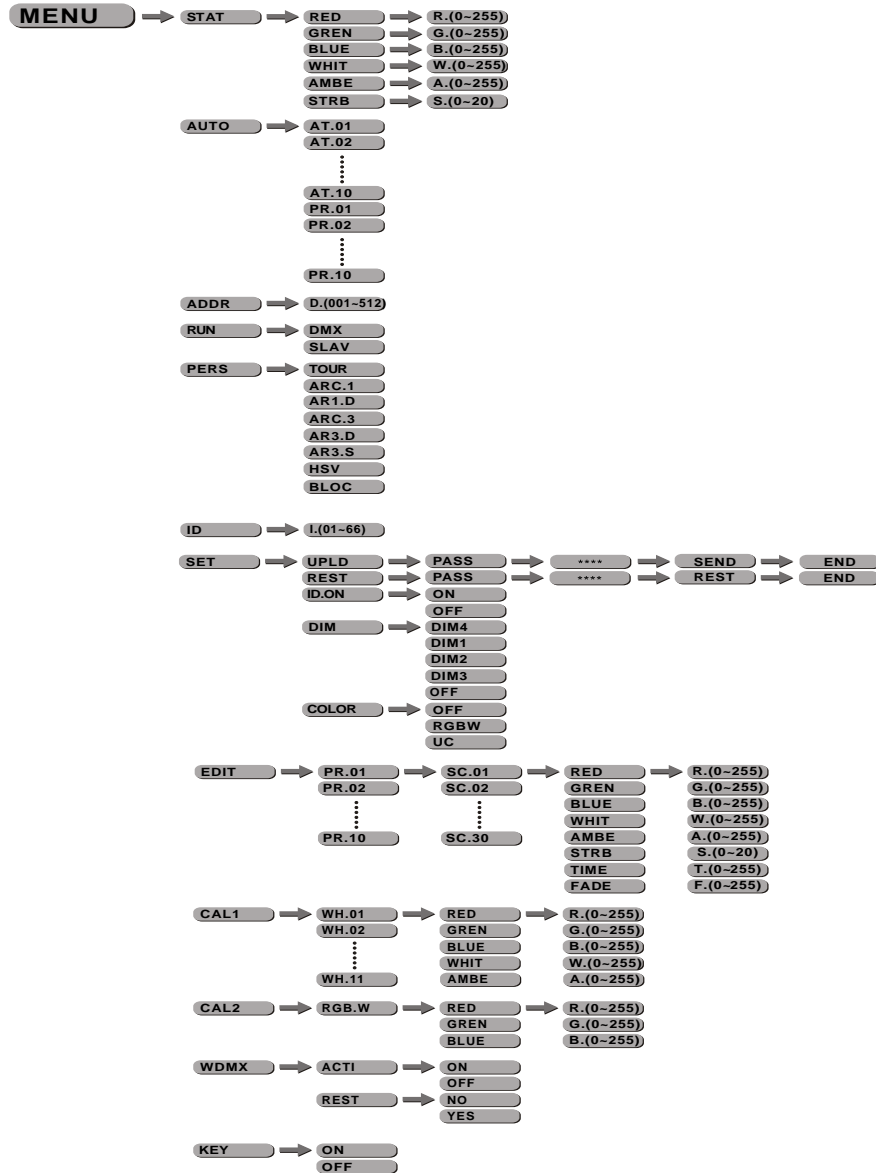 MENU STAT RED R.(0~255)
GREN G.(0~255)
BLUE B.(0~255)
WHIT W.(0~255)
AMBE A.(0~255)
STRB S.(0~20)
AUTO AT.01
AT.02
AT.10
PR.01
PR.02
PR.10
ADDR D.(001~512)
RUN DMX
SLAV
PERS TOUR
ARC.1
AR1.D
ARC.3
AR3.D
AR3.S
HSV
BLOC
ID I.(01~66)
SET UPLD PASS **** SEND END
REST PASS **** REST END
ID.ON ON
OFF
DIM DIM4
DIM1
DIM2
DIM3
OFF
COLOR OFF
RGBW
UC
EDIT PR.01 SC.01 RED R.(0~255)
PR.02 SC.02 GREN G.(0~255)
BLUE B.(0~255)
WHIT W.(0~255)
PR.10 SC.30 AMBE A.(0~255)
STRB S.(0~20)
TIME T.(0~255)
FADE F.(0~255)
CAL1 WH.01 RED R.(0~255)
WH.02 GREN G.(0~255)
BLUE B.(0~255)
WHIT W.(0~255)
WH.11 AMBE A.(0~255)
CAL2 RGB.W RED R.(0~255)
GREN G.(0~255)
BLUE B.(0~255)
WDMX ACTI ON
OFF
REST NO
YES
KEY ON
OFF